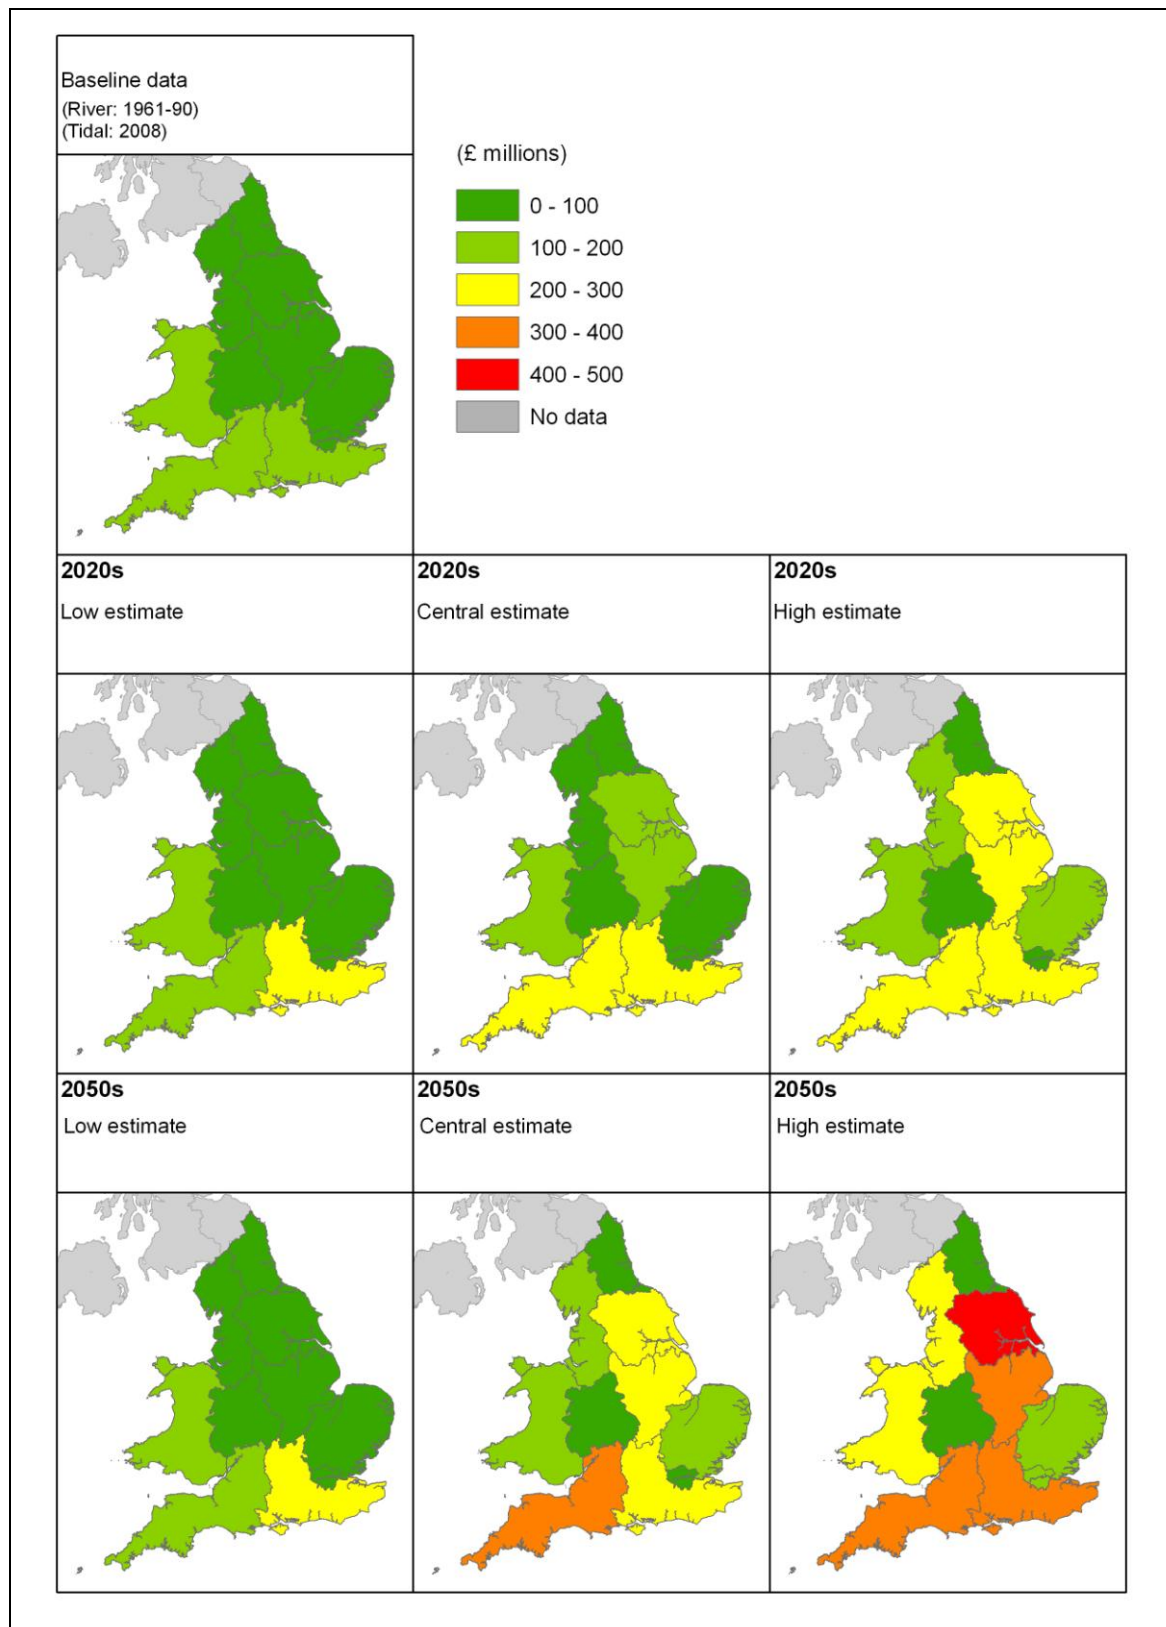 Baseline data
(River: 1961-90)
(Tidal: 2008)
(£ millions)
0 - 100
100 - 200
200 - 300
300 - 400
400 - 500
No data
2020s
Low estimate
2020s
Central estimate
2020s
High estimate
2050s
Low estimate
2050s
Central estimate
2050s
High estimate